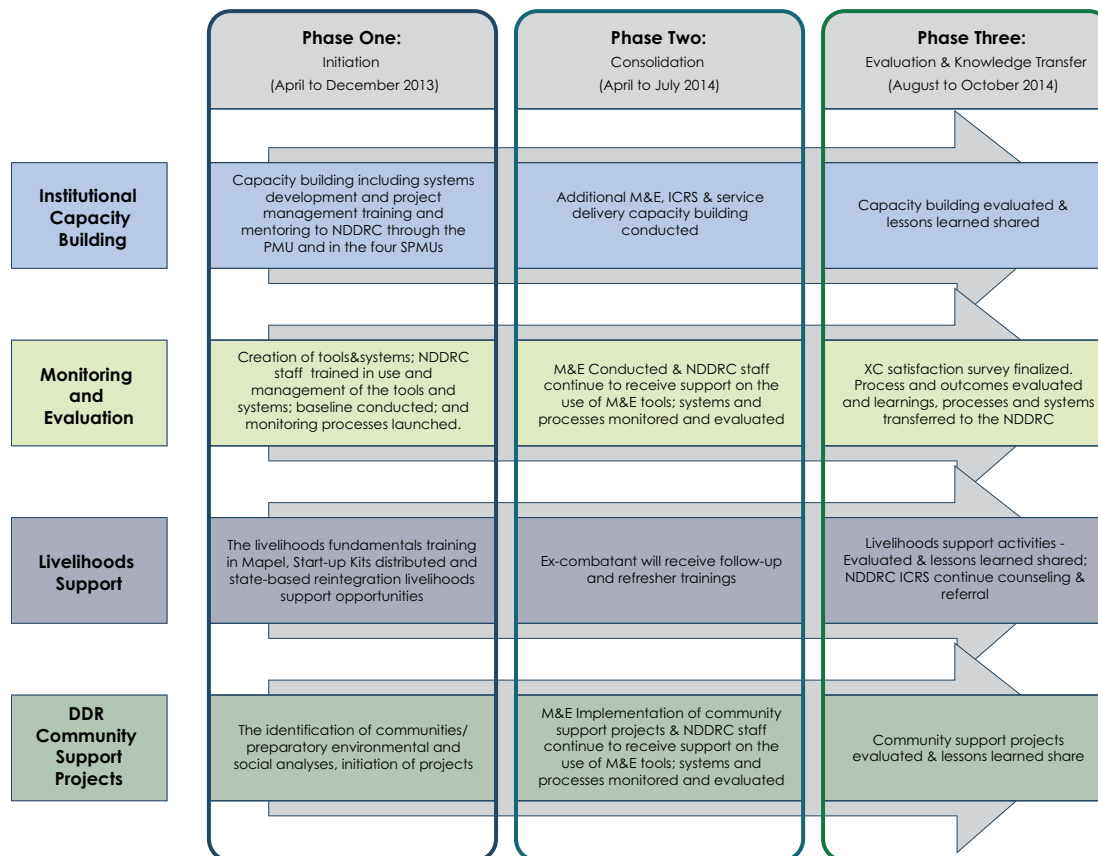 Phase One:
Initiation
(April to December 2013)
Phase Two:
Consolidation
(April to July 2014)
Phase Three:
Evaluation & Knowledge Transfer
(August to October 2014)
Institutional
Capacity
Building
Capacity building including systems
development and project
management training and
mentoring to NDDRC through the
PMU and in the four SPMUs
Additional M&E, ICRS & service
delivery capacity building
conducted
Capacity building evaluated &
lessons learned shared
Monitoring
and
Evaluation
Creation of tools&systems; NDDRC
staff trained in use and
management of the tools and
systems; baseline conducted; and
monitoring processes launched.
M&E Conducted & NDDRC staff
continue to receive support on the
use of M&E tools; systems and
processes monitored and evaluated
XC satisfaction survey finalized.
Process and outcomes evaluated
and learnings, processes and systems
transferred to the NDDRC
Livelihoods
Support
The livelihoods fundamentals training
in Mapel, Start-up Kits distributed and
state-based reintegration livelihoods
support opportunities
Ex-combatant will receive follow-up
and refresher trainings
Livelihoods support activities -
Evaluated & lessons learned shared;
NDDRC ICRS continue counseling &
referral
DDR
Community
Support
Projects
The identification of communities/
preparatory environmental and
social analyses, initiation of projects
M&E Implementation of community
support projects & NDDRC staff
continue to receive support on the
use of M&E tools; systems and
processes monitored and evaluated
Community support projects
evaluated & lessons learned share